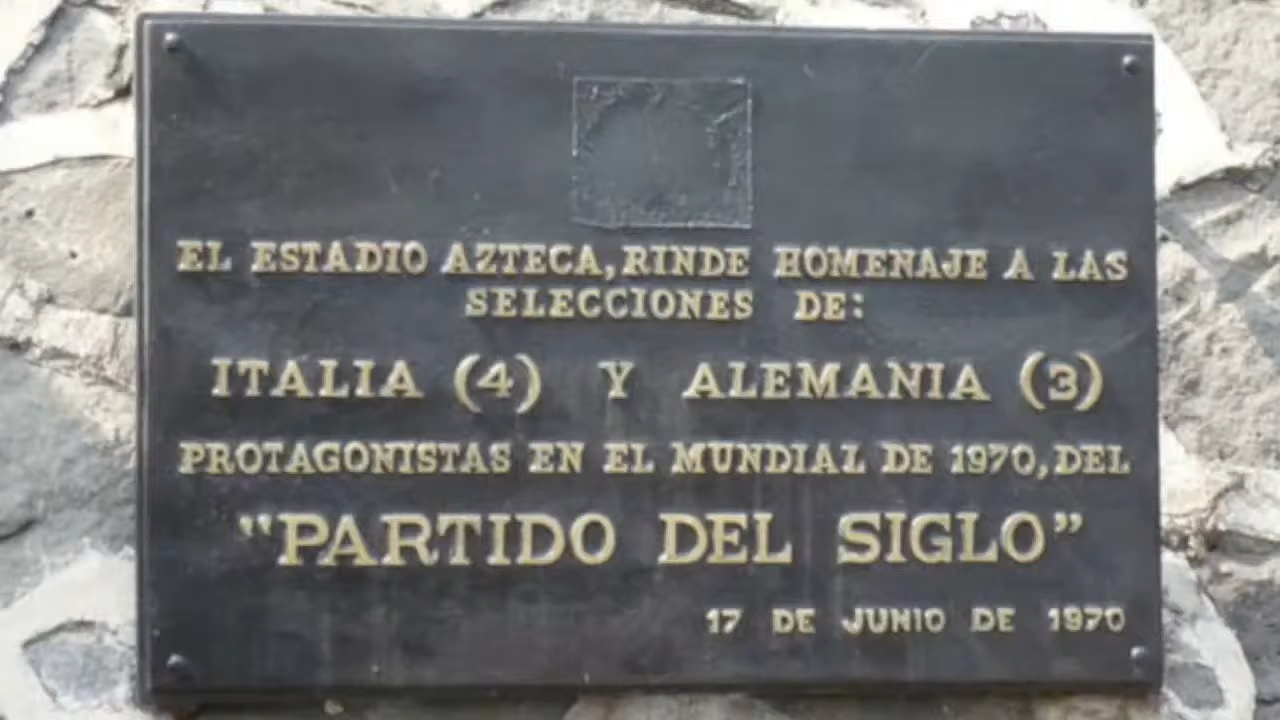 EL ESTADIO AZTECA, RINDE HOMENAJE A LAS
SELECCIONES DE:
ITALIA (4) Y ALEMANIA (3)
PROTAGONISTAS EN EL MUNDIAL DE 1970, DEL
"PARTIDO DEL SIGLO"
17 DE JUNIO DE 1970